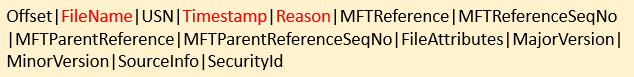 Offset|FileName|USN|Timestamp|Reason|MFTReference|MFTReferenceSeqNo
|MFTParentReference|MFTParentReferenceSeqNo|FileAttributes|MajorVersion|
MinorVersion|SourceInfo|SecurityId